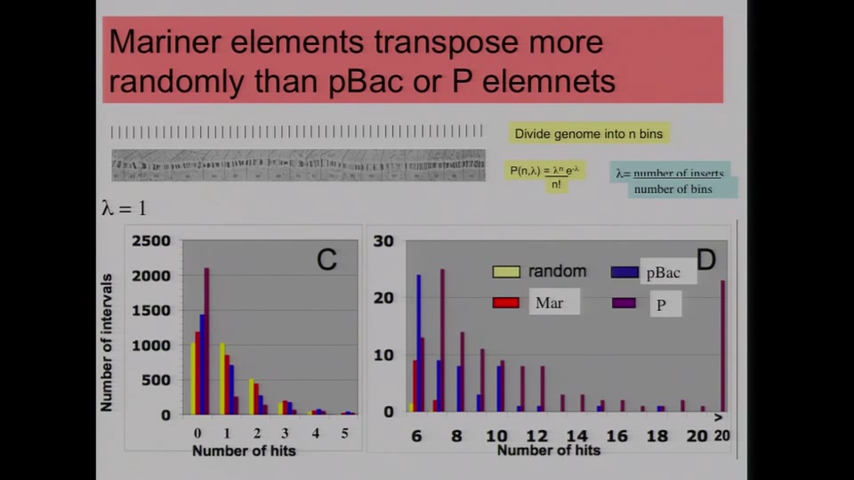 Mariner elements transpose more
randomly than pBac or P elemnets
Divide genome into n bins
P(n,λ) = λⁿ e^-λ
n!
λ= number of inserts
number of bins
λ = 1
C
Number of intervals
2500
2000
1500
1000
500
0
0 1 2 3 4 5
Number of hits
D
random
pBac
Mar
P
30
20
10
0
6 8 10 12 14 16 18 20 > 20
Number of hits